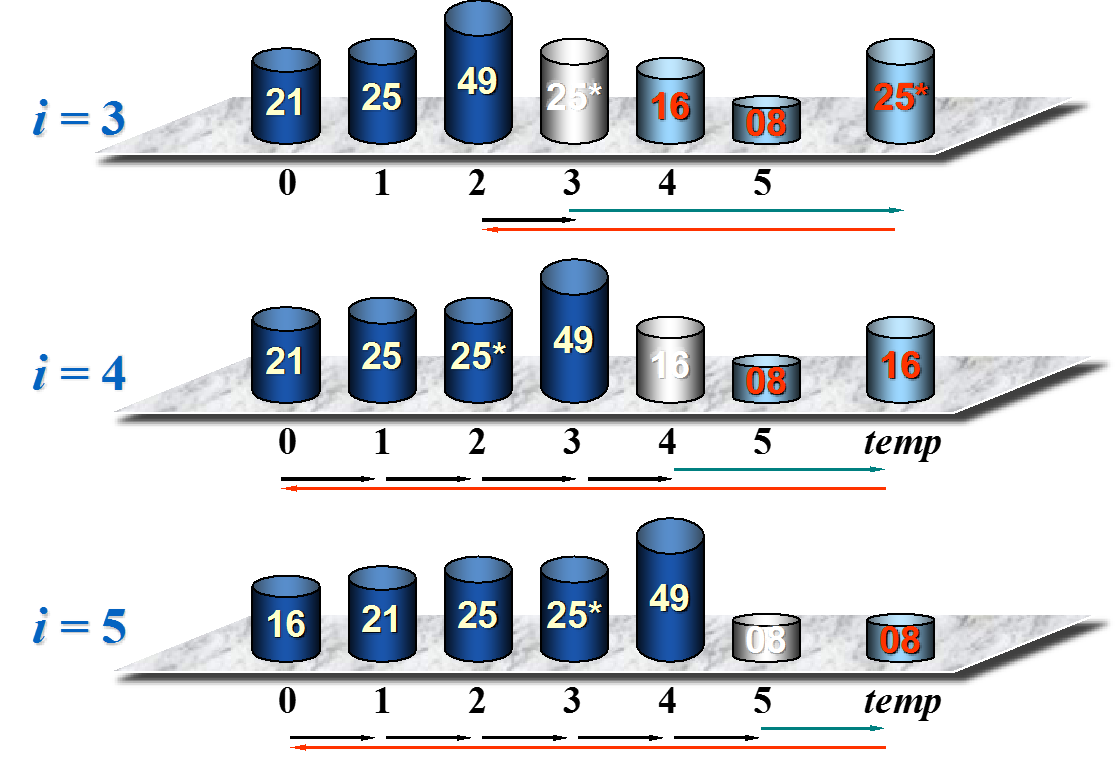 i = 3
21 25 49 25* 16 08 25*
0 1 2 3 4 5
i = 4
21 25 25* 49 16 08 16
0 1 2 3 4 5 temp
i = 5
16 21 25 25* 49 08 08
0 1 2 3 4 5 temp